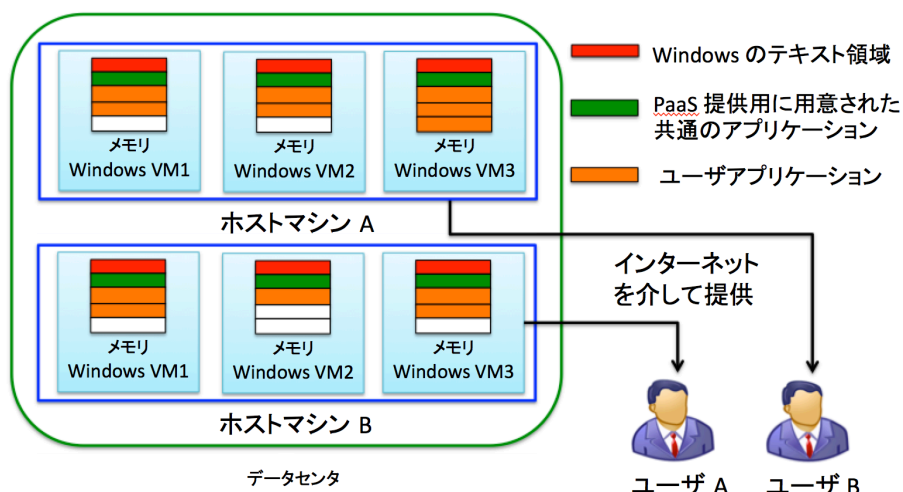 Windows のテキスト領域
PaaS 提供用に用意された
共通のアプリケーション
ユーザアプリケーション
メモリ
Windows VM1
メモリ
Windows VM2
メモリ
Windows VM3
ホストマシン A
メモリ
Windows VM1
メモリ
Windows VM2
メモリ
Windows VM3
ホストマシン B
インターネット
を介して提供
データセンタ
ユーザ A
ユーザ B